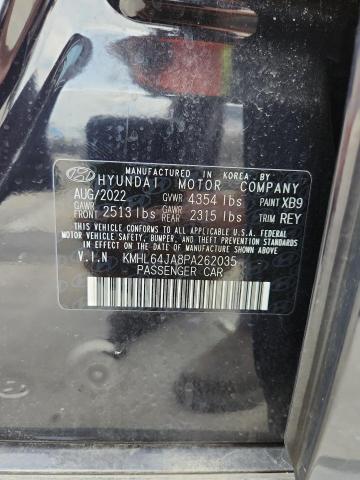 MANUFACTURED IN KOREA BY
HYUNDAI MOTOR COMPANY
AUG/2022 GVWR 4354 lbs PAINT XB9
GAWR FRONT 2513 lbs GAWR REAR 2315 lbs TRIM REY
THIS VEHICLE CONFORMS TO ALL APPLICABLE U.S.A. FEDERAL
MOTOR VEHICLE SAFETY, BUMPER, AND THEFT PREVENTION
STANDARDS IN EFFECT ON THE DATE OF MANUFACTURE SHOWN ABOVE.
V.I.N KMHL64JA8PA262035
PASSENGER CAR